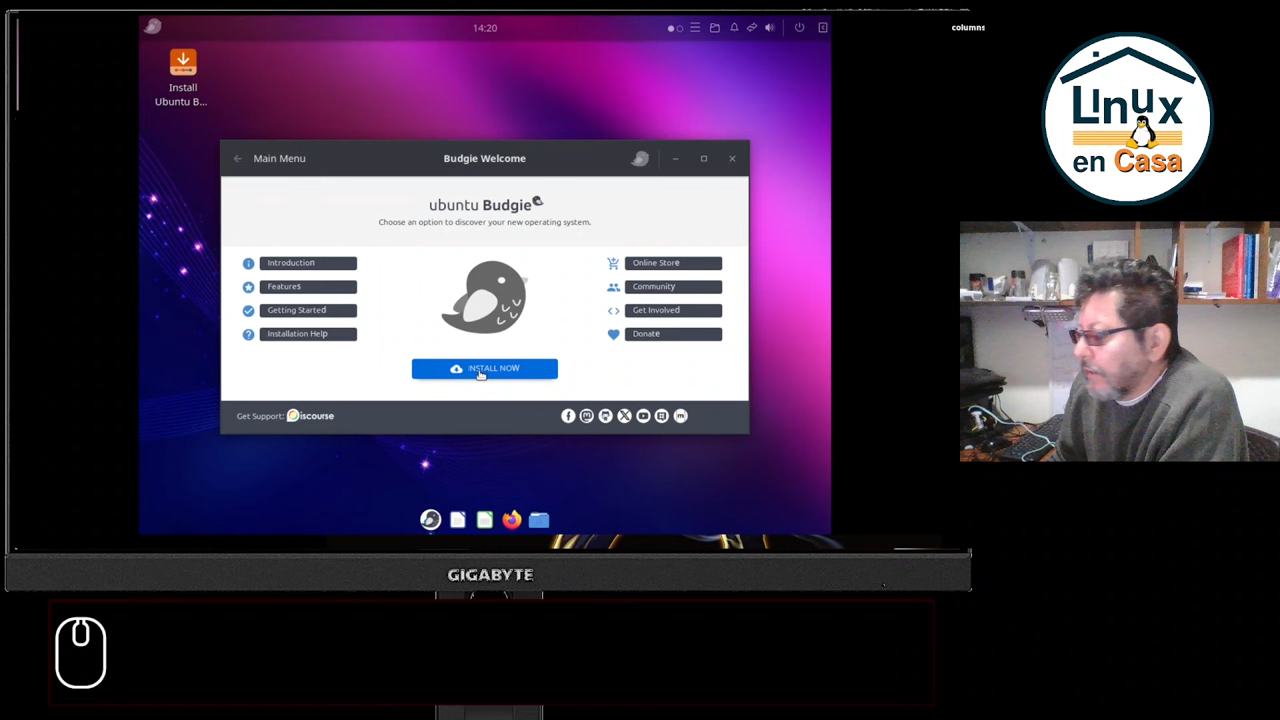 14:20
columns
Install
Ubuntu B...
Main Menu
Budgie Welcome
ubuntu Budgie
Choose an option to discover your new operating system.
Introduction
Features
Getting Started
Installation Help
Online Store
Community
Get Involved
Donate
INSTALL NOW
Get Support: Discourse
GIGABYTE
Linux
en Casa